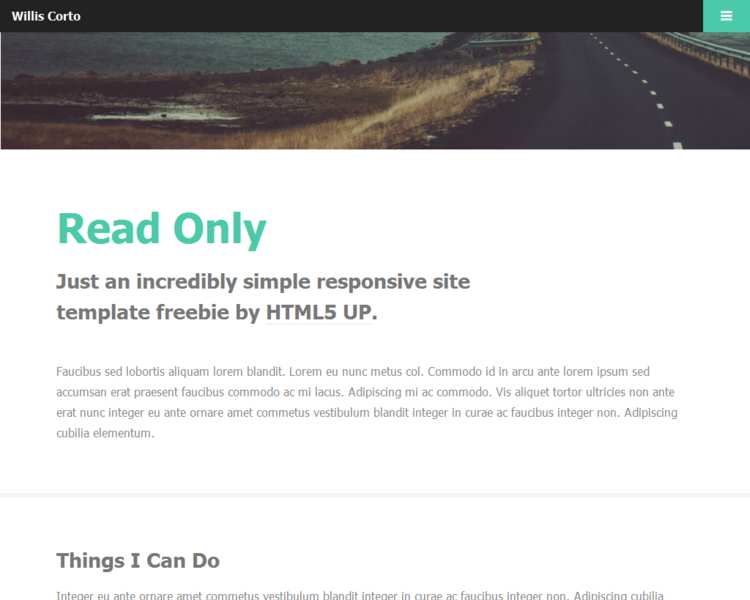 Willis Corto
Read Only
Just an incredibly simple responsive site
template freebie by HTML5 UP.
Faucibus sed lobortis aliquam lorem blandit. Lorem eu nunc metus col. Commodo id in arcu ante lorem ipsum sed
accumsan erat praesent faucibus commodo ac mi lacus. Adipiscing mi ac commodo. Vis aliquet tortor ultricies non ante
erat nunc integer eu ante ornare amet commetus vestibulum blandit integer in curae ac faucibus integer non. Adipiscing
cubilia elementum.
Things I Can Do
Integer eu ante ornare amet commetus vestibulum blandit integer in curae ac faucibus integer non. Adipiscing cubilia